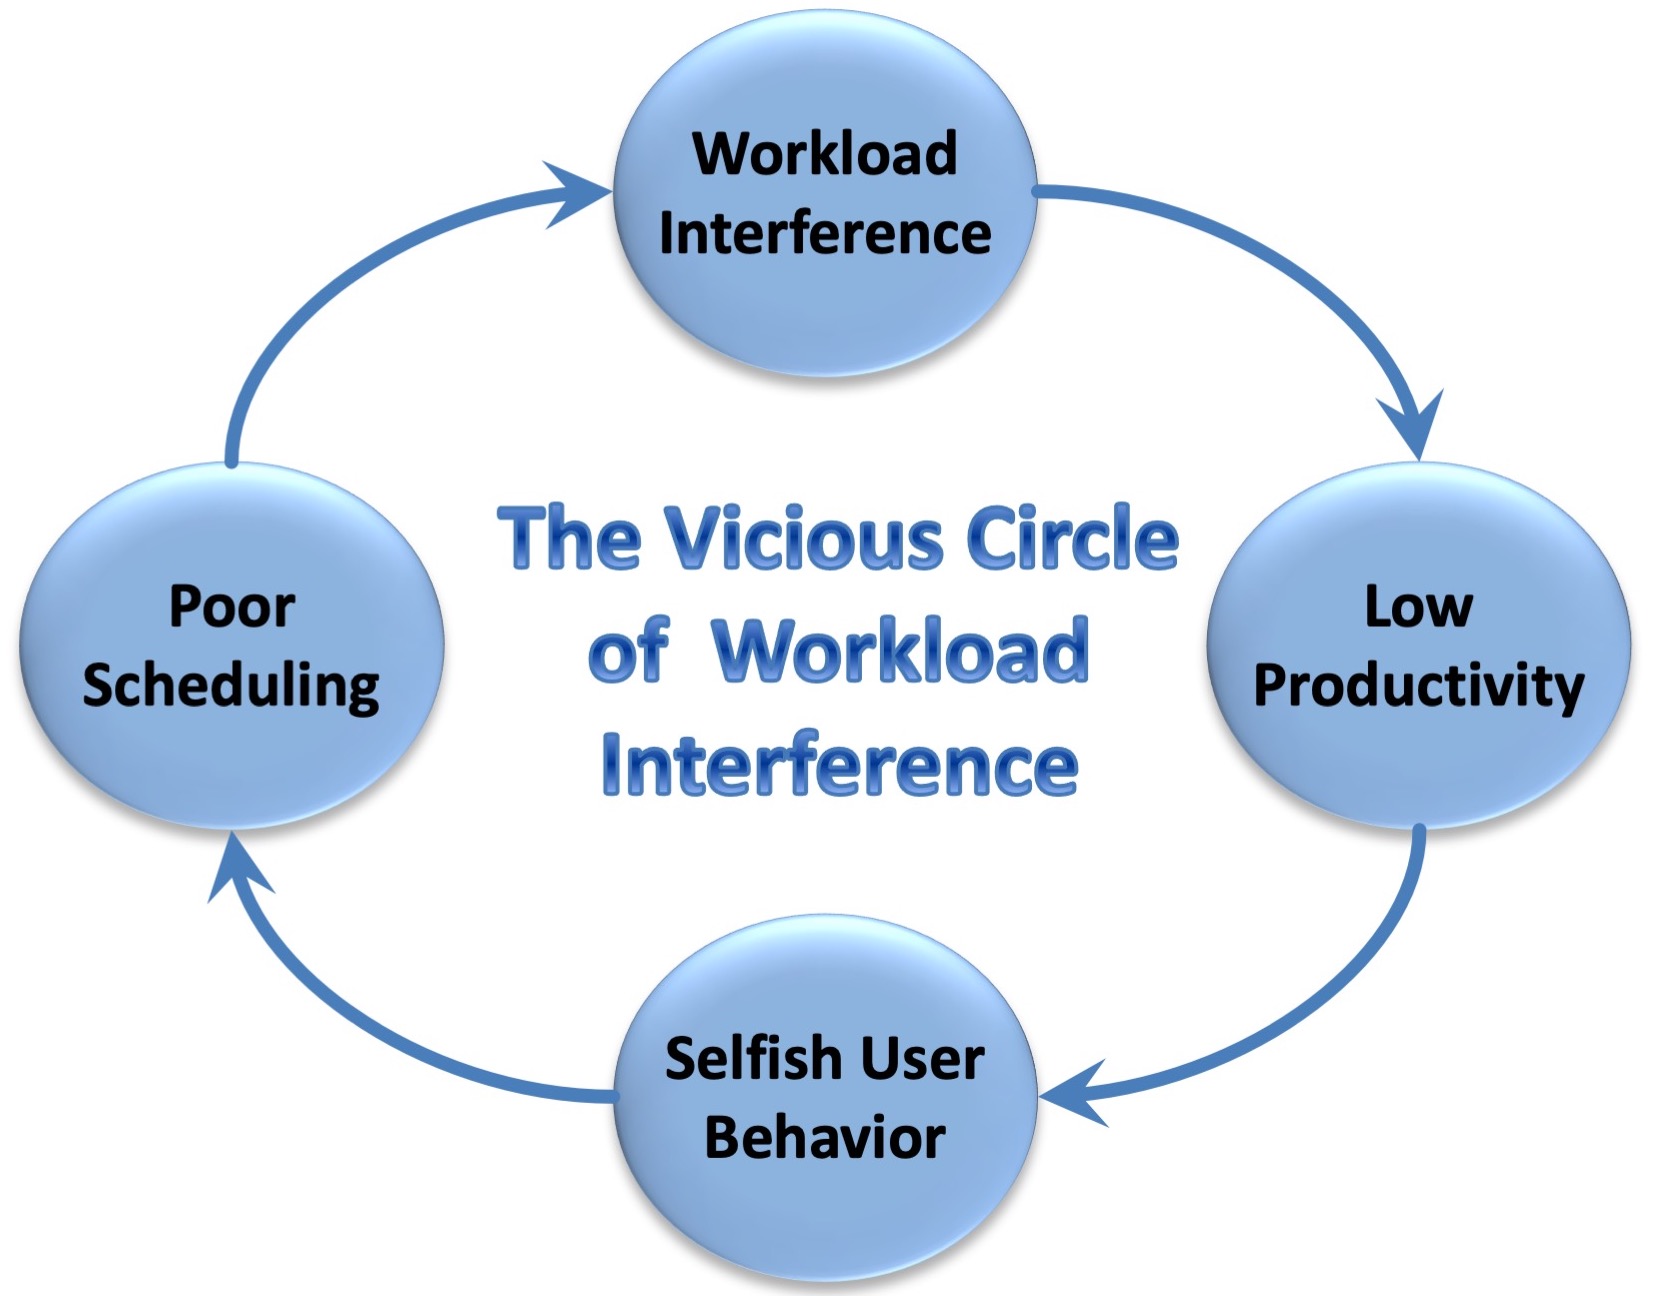 Workload
Interference
The Vicious Circle
of Workload
Interference
Poor
Scheduling
Low
Productivity
Selfish User
Behavior